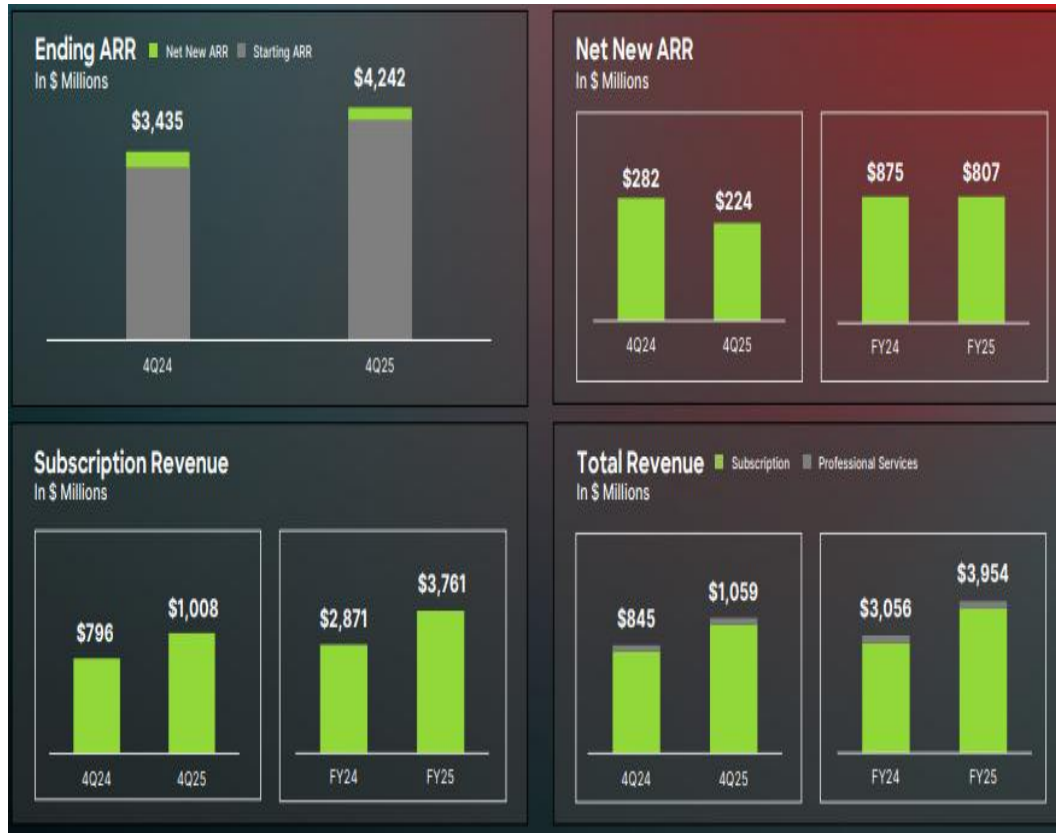 Ending ARR Net New ARR Starting ARR
In $ Millions
$3,435
$4,242
4Q24 4Q25
Net New ARR
In $ Millions
$282 $224
4Q24 4Q25
$875 $807
FY24 FY25
Subscription Revenue
In $ Millions
$796 $1,008
4Q24 4Q25
$2,871 $3,761
FY24 FY25
Total Revenue Subscription Professional Services
In $ Millions
$845 $1,059
4Q24 4Q25
$3,056 $3,954
FY24 FY25